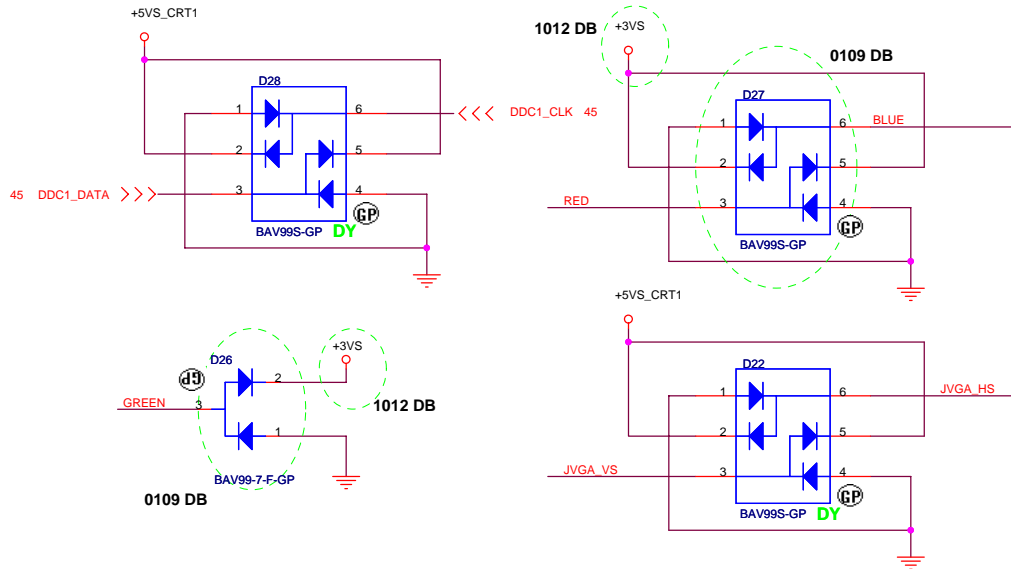 +5VS_CRT1
D28
1
6
DDC1_CLK 45
2
5
45 DDC1_DATA
3
4
GP
BAV99S-GP DY
1012 DB
+3VS
0109 DB
D27
1
6
BLUE
2
5
RED
3
4
GP
BAV99S-GP
+3VS
D26
GP
2
1012 DB
GREEN
3
1
BAV99-7-F-GP
0109 DB
+5VS_CRT1
D22
1
6
JVGA_HS
2
5
JVGA_VS
3
4
GP
BAV99S-GP DY